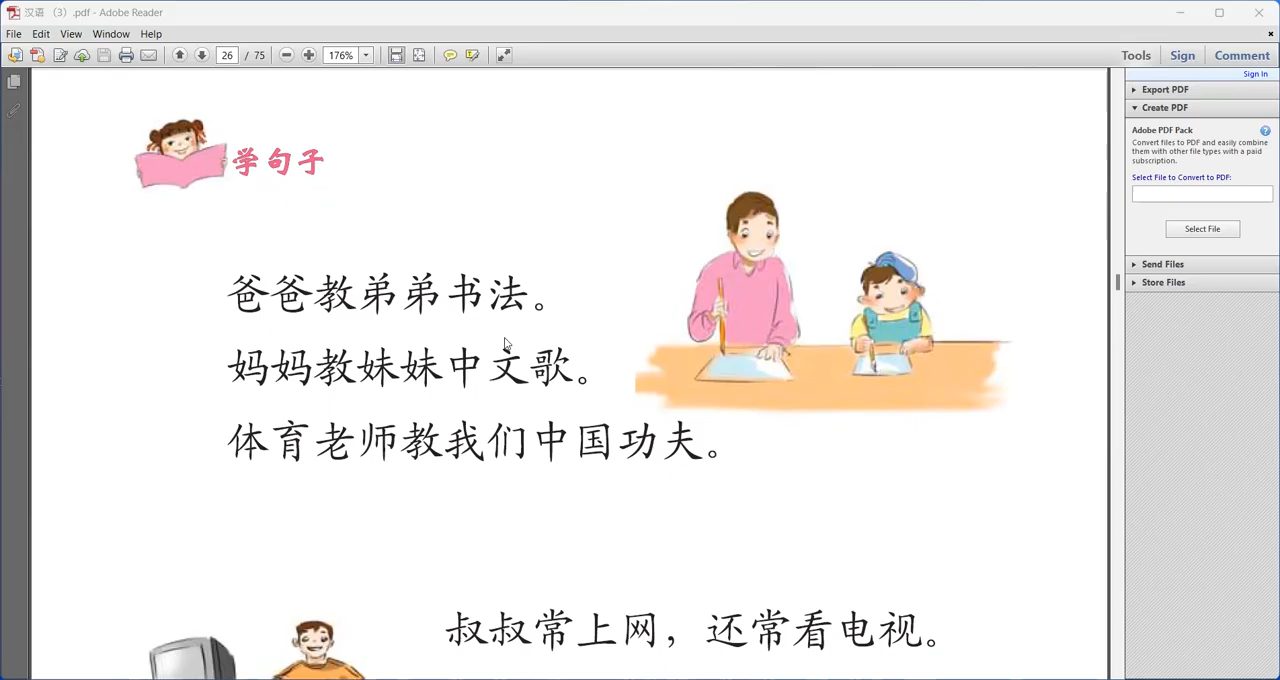 汉语（3）.pdf - Adobe Reader
File Edit View Window Help
26 / 75 176% Tools Sign Comment
Sign In
Export PDF
Create PDF
Adobe PDF Pack
Convert files to PDF and easily combine
them with other file types with a paid
subscription.
Select File to Convert to PDF:
Select File
Send Files
Store Files
学句子
爸爸教弟弟书法。
妈妈教妹妹中文歌。
体育老师教我们中国功夫。
叔叔常上网，还常看电视。